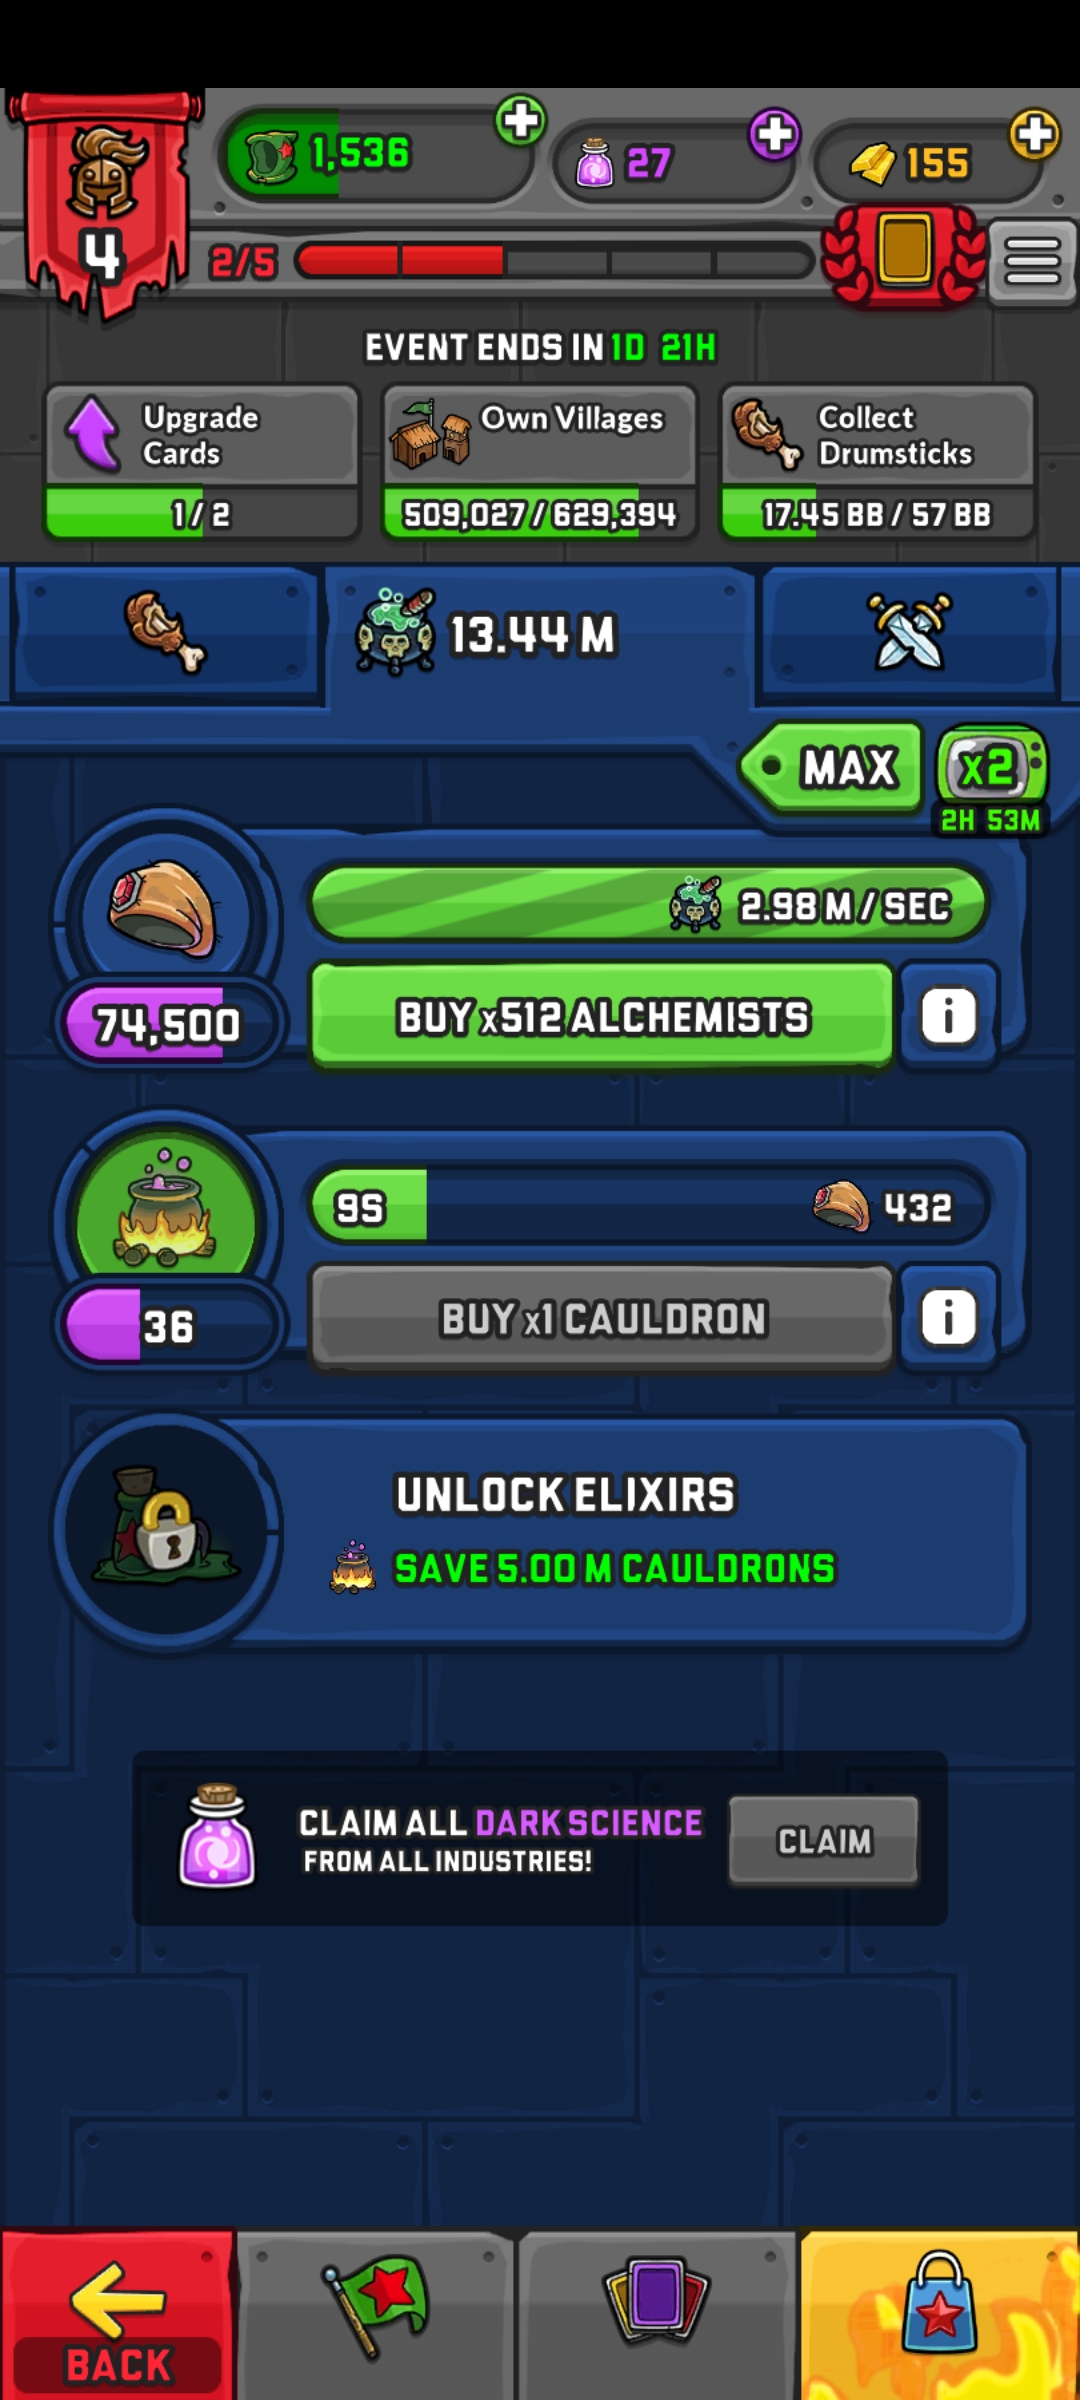 1,536
27
155
4
2/5
EVENT ENDS IN 1D 21H
Upgrade
Cards
1/2
Own Villages
509,027/629,394
Collect
Drumsticks
17.45 BB / 57 BB
13.44 M
MAX
x2
2H 53M
2.98 M / SEC
74,500
BUY x512 ALCHEMISTS
i
9S
432
36
BUY x1 CAULDRON
i
UNLOCK ELIXIRS
SAVE 5.00 M CAULDRONS
CLAIM ALL DARK SCIENCE
FROM ALL INDUSTRIES!
CLAIM
BACK